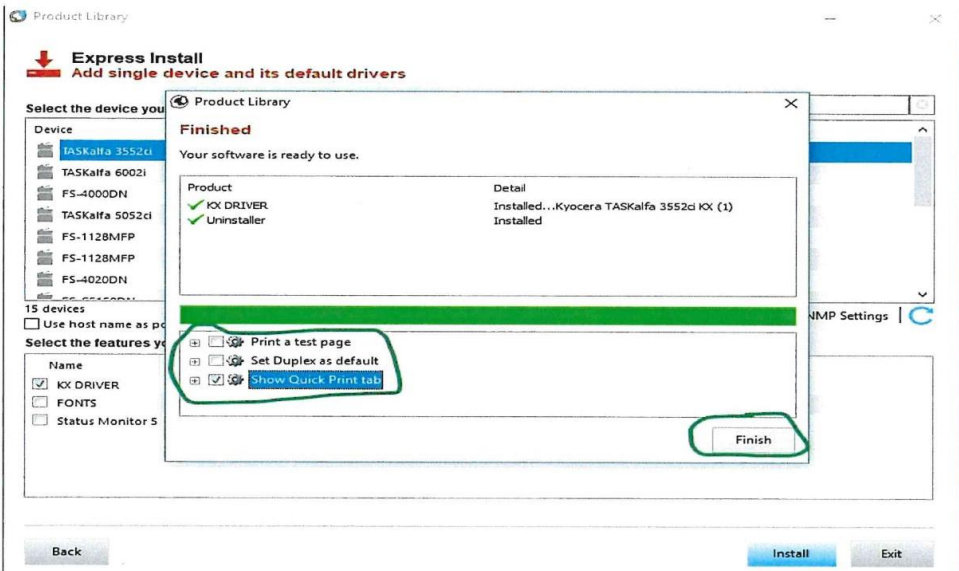 Product Library
Express Install
Add single device and its default drivers
Select the device you
Device
TASKalfa 3552ci
TASKalfa 6002i
FS-4000DN
TASKalfa 5052ci
FS-1128MFP
FS-1128MFP
FS-4020DN
15 devices
Use host name as po
NMP Settings
Select the features yo
Name
KX DRIVER
FONTS
Status Monitor 5
Product Library
Finished
Your software is ready to use.
Product Detail
KX DRIVER Installed...Kyocera TASKalfa 3552ci KX (1)
Uninstaller Installed
Print a test page
Set Duplex as default
Show Quick Print tab
Finish
Back Install Exit